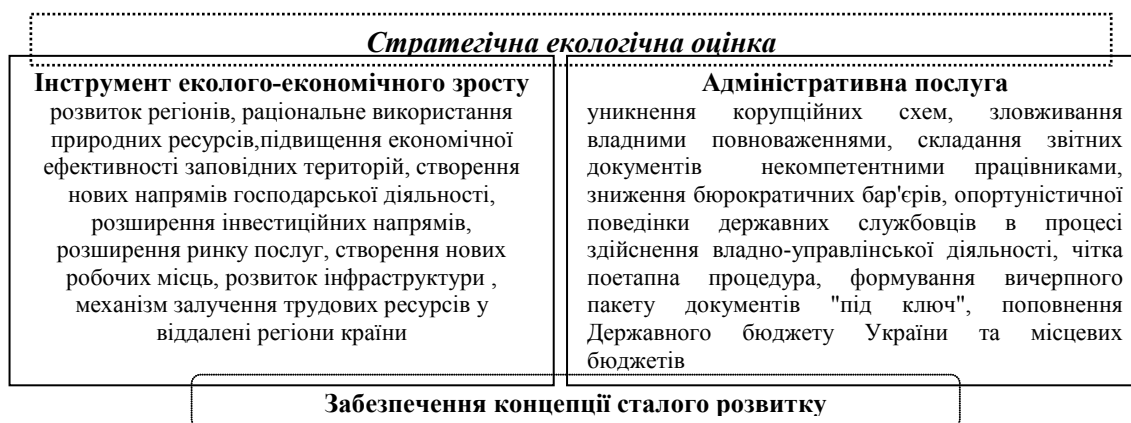 Стратегічна екологічна оцінка
Інструмент еколого-економічного зросту
розвиток регіонів, раціональне використання
природних ресурсів,підвищення економічної
ефективності заповідних територій, створення
нових напрямів господарської діяльності,
розширення інвестиційних напрямів,
розширення ринку послуг, створення нових
робочих місць, розвиток інфраструктури ,
механізм залучення трудових ресурсів у
віддалені регіони країни
Адміністративна послуга
уникнення корупційних схем, зловживання
владними повноваженнями, складання звітних
документів некомпетентними працівниками,
зниження бюрократичних бар'єрів, опортуністичної
поведінки державних службовців в процесі
здійснення владно-управлінської діяльності, чітка
поетапна процедура, формування вичерпного
пакету документів "під ключ", поповнення
Державного бюджету України та місцевих
бюджетів
Забезпечення концепції сталого розвитку